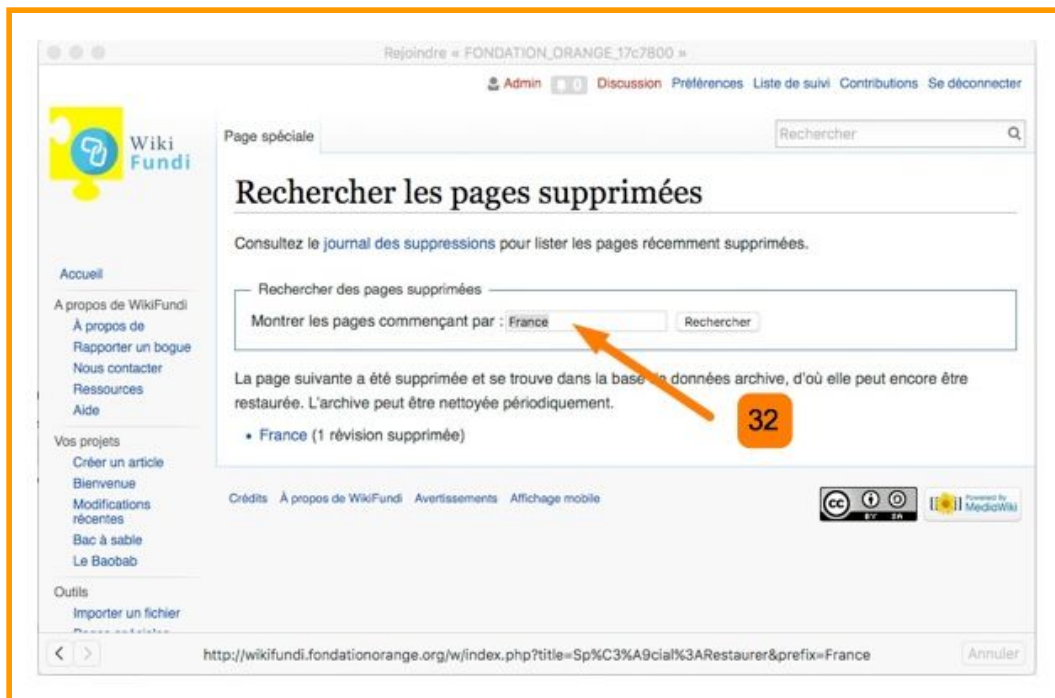 Rejoindre « FONDATION_ORANGE_17c7800 »
Admin 0 Discussion Préférences Liste de suivi Contributions Se déconnecter
Wiki
Fundi
Page spéciale
Rechercher
Rechercher les pages supprimées
Consultez le journal des suppressions pour lister les pages récemment supprimées.
Rechercher des pages supprimées
Montrer les pages commençant par : France Rechercher
La page suivante a été supprimée et se trouve dans la base de données archive, d'où elle peut encore être
restaurée. L'archive peut être nettoyée périodiquement.
• France (1 révision supprimée)
32
Crédits À propos de WikiFundi Avertissements Affichage mobile
cc BY SA
Powered by
MediaWiki
Accueil
A propos de WikiFundi
À propos de
Rapporter un bogue
Nous contacter
Ressources
Aide
Vos projets
Créer un article
Bienvenue
Modifications
récentes
Bac à sable
Le Baobab
Outils
Importer un fichier
http://wikifundi.fondationorange.org/w/index.php?title=Sp%C3%A9cial%3ARestaurer&prefix=France
Annuler